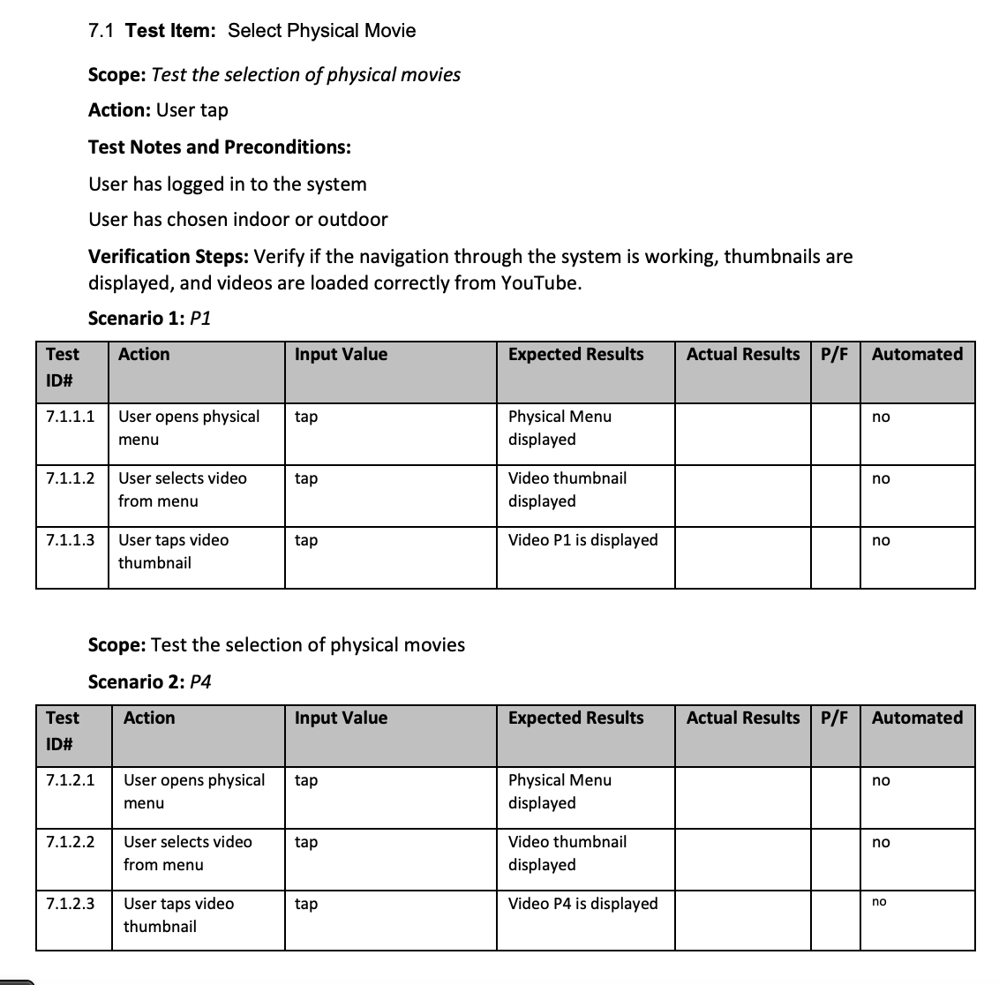 7.1 Test Item: Select Physical Movie
Scope: Test the selection of physical movies
Action: User tap
Test Notes and Preconditions:
User has logged in to the system
User has chosen indoor or outdoor
Verification Steps: Verify if the navigation through the system is working, thumbnails are
displayed, and videos are loaded correctly from YouTube.
Scenario 1: P1
Test ID# Action Input Value Expected Results Actual Results P/F Automated
7.1.1.1 User opens physical menu tap Physical Menu displayed no
7.1.1.2 User selects video from menu tap Video thumbnail displayed no
7.1.1.3 User taps video thumbnail tap Video P1 is displayed no
Scope: Test the selection of physical movies
Scenario 2: P4
Test ID# Action Input Value Expected Results Actual Results P/F Automated
7.1.2.1 User opens physical menu tap Physical Menu displayed no
7.1.2.2 User selects video from menu tap Video thumbnail displayed no
7.1.2.3 User taps video thumbnail tap Video P4 is displayed no